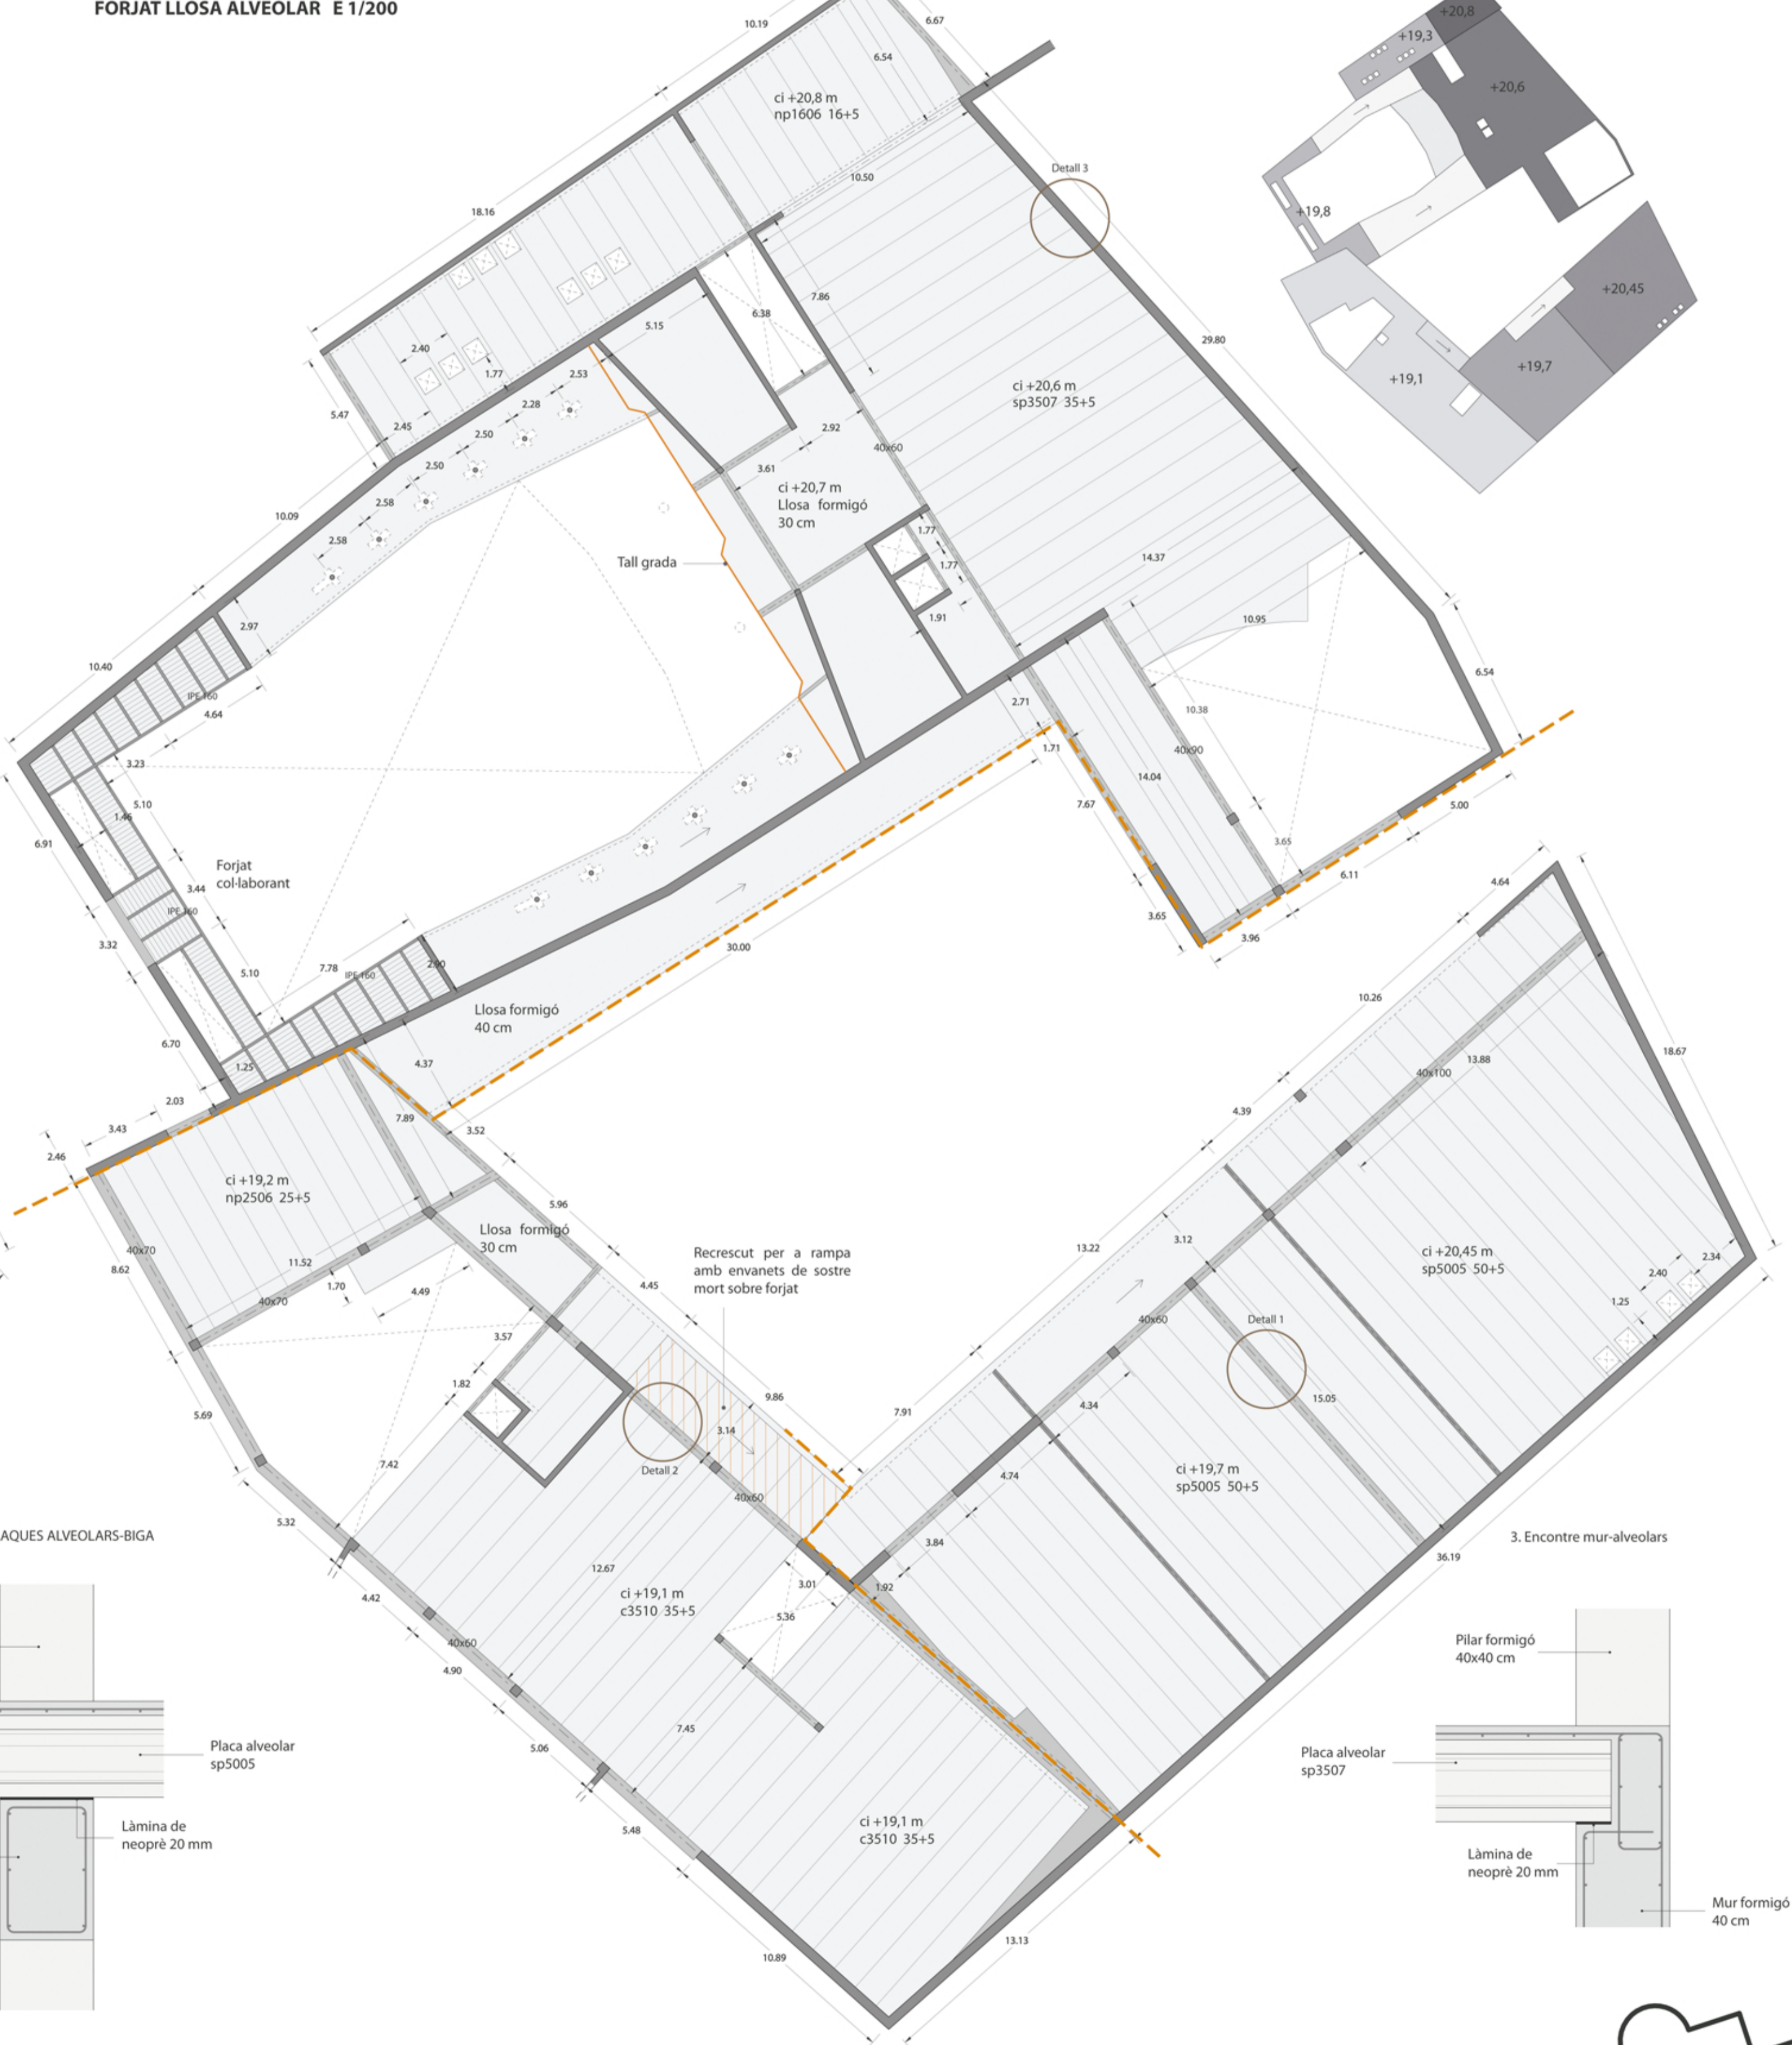 FORJAT LLOSA ALVEOLAR E 1/200
10.19
6.67
6.54
ci +20,8 m
np1606 16+5
+20,8
+19,3
+20,6
+19,8
+20,45
+19,7
+19,1
Detall 3
10.50
18.16
7.86
6.38
5.15
2.40
1.77
2.53
2.28
2.50
2.50
2.58
2.58
2.45
5.47
29.80
ci +20,6 m
sp3507 35+5
2.92
40x60
3.61
ci +20,7 m
Llosa formigó
30 cm
10.09
Tall grada
1.77
1.77
1.91
14.37
10.95
2.97
10.40
IPE 160
4.64
6.54
2.71
10.38
1.71
40x90
14.04
7.67
5.00
3.23
5.10
1.46
6.91
Forjat
col·laborant
3.44
IPE 160
3.65
6.11
3.65
3.96
4.64
3.32
7.78
IPE 160
2.90
30.00
5.10
Llosa formigó
40 cm
10.26
6.70
1.25
4.37
13.88
40x100
18.67
2.03
3.43
7.89
3.52
4.39
2.46
ci +19,2 m
np2506 25+5
Llosa formigó
30 cm
5.96
40x70
8.62
11.52
1.70
40x70
4.49
4.45
Recrescut per a rampa
amb envanets de sostre
mort sobre forjat
13.22
3.12
ci +20,45 m
sp5005 50+5
2.34
2.40
1.25
40x60
Detall 1
3.57
1.82
9.86
3.14
Detall 2
7.91
4.34
15.05
5.69
7.42
40x60
4.74
ci +19,7 m
sp5005 50+5
5.32
3.84
AQUES ALVEOLARS-BIGA
3. Encontre mur-alveolars
36.19
12.67
ci +19,1 m
c3510 35+5
3.01
1.92
5.36
4.42
40x60
4.90
Pilar formigó
40x40 cm
7.45
5.06
Placa alveolar
sp5005
Placa alveolar
sp3507
Làmina de
neoprè 20 mm
5.48
ci +19,1 m
c3510 35+5
Làmina de
neoprè 20 mm
Mur formigó
40 cm
10.89
13.13